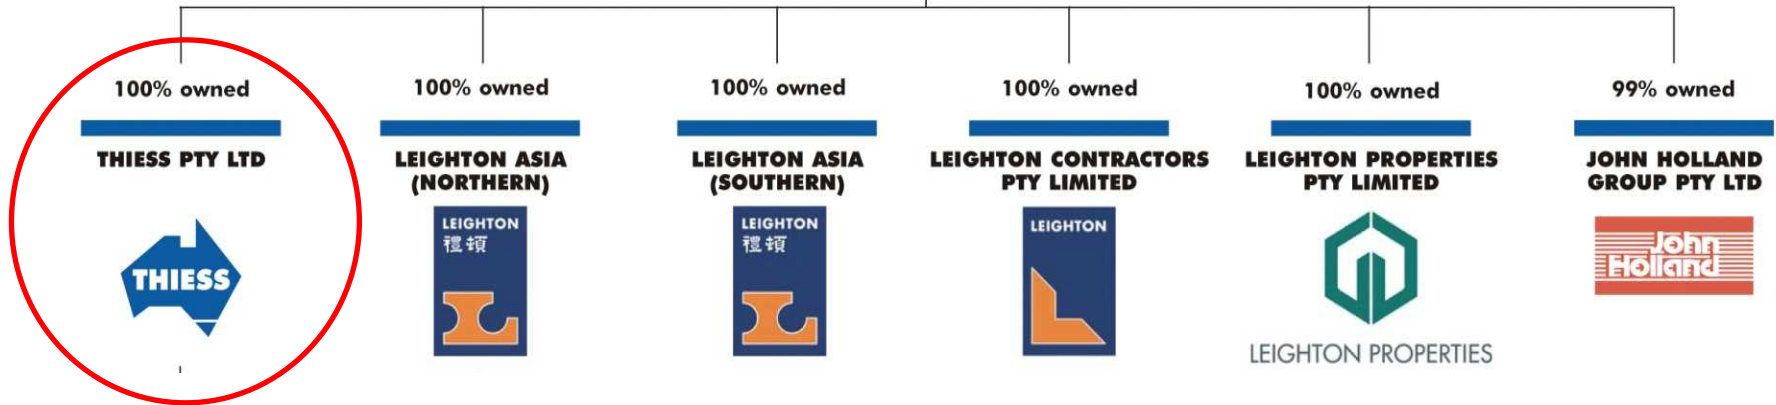 100% owned
THIESS PTY LTD
THIESS
100% owned
LEIGHTON ASIA
(NORTHERN)
LEIGHTON
禮頓
100% owned
LEIGHTON ASIA
(SOUTHERN)
LEIGHTON
禮頓
100% owned
LEIGHTON CONTRACTORS
PTY LIMITED
LEIGHTON
100% owned
LEIGHTON PROPERTIES
PTY LIMITED
LEIGHTON PROPERTIES
99% owned
JOHN HOLLAND
GROUP PTY LTD
John
Holland